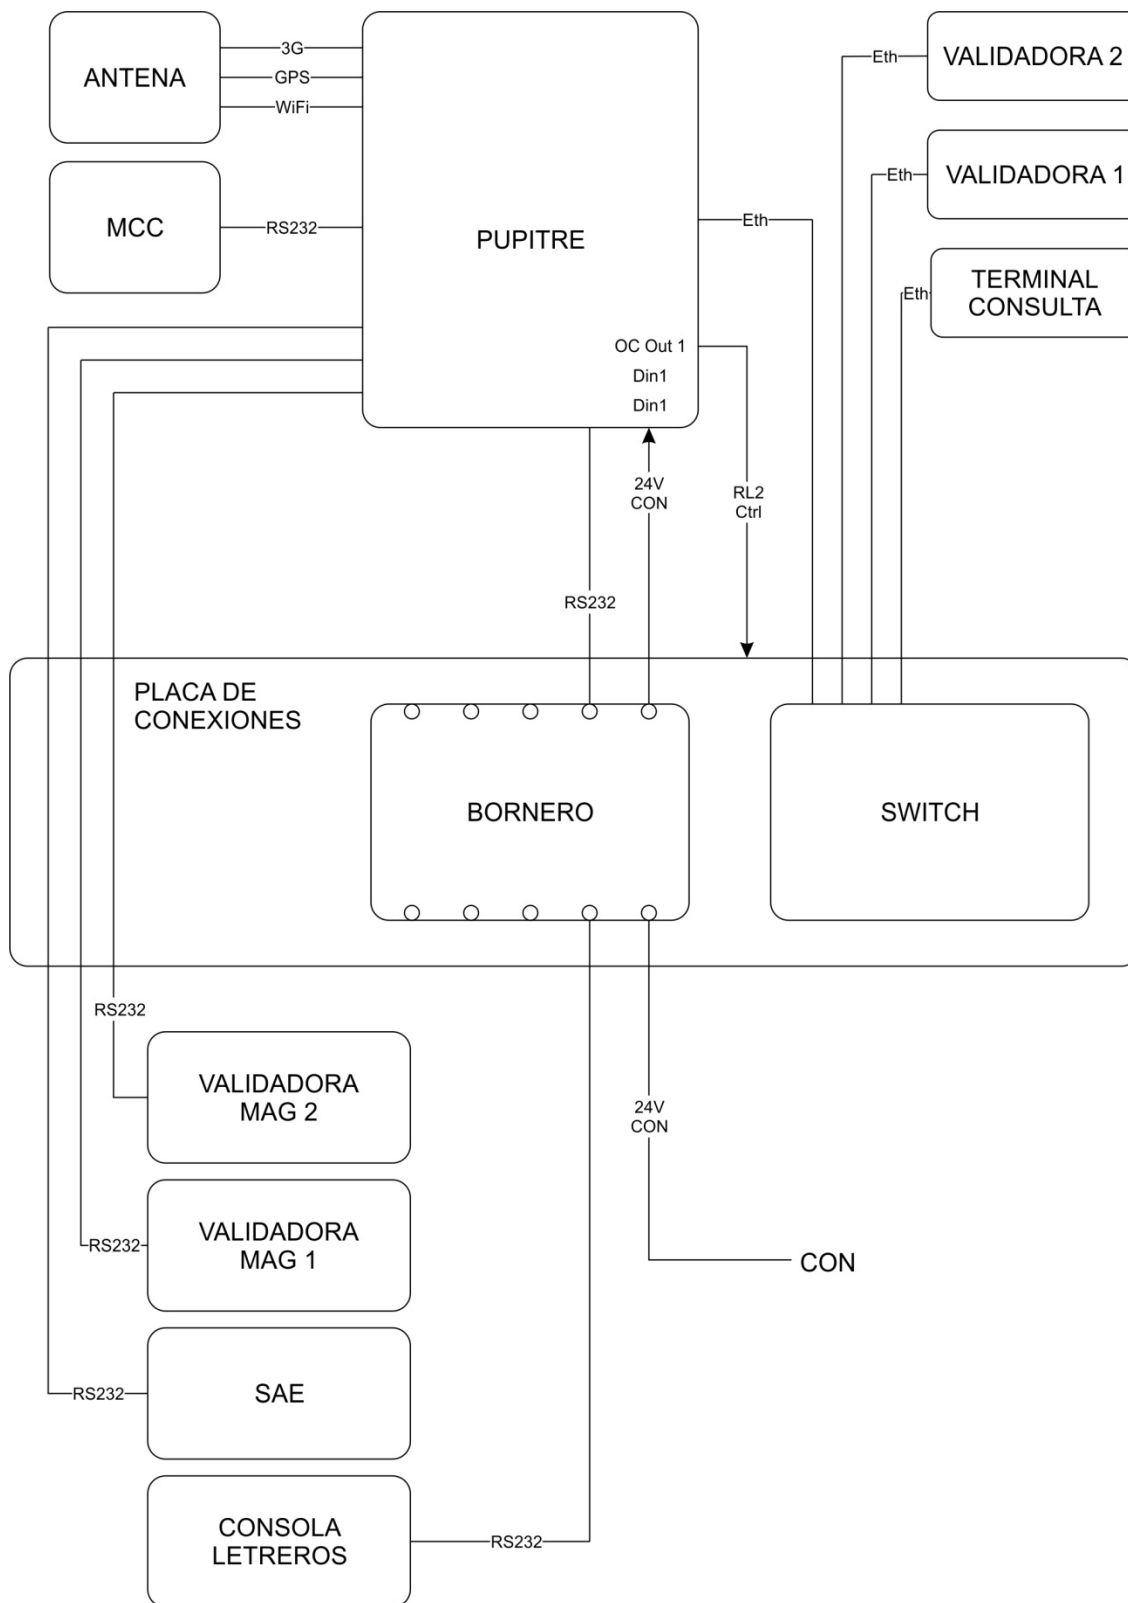 ANTENA
3G
GPS
WiFi
VALIDADORA 2
Eth
VALIDADORA 1
Eth
MCC
RS232
PUPITRE
Eth
TERMINAL
CONSULTA
Eth
OC Out 1
Din1
Din1
24V
CON
RL2
Ctrl
RS232
PLACA DE
CONEXIONES
BORNERO
SWITCH
RS232
VALIDADORA
MAG 2
24V
CON
RS232
VALIDADORA
MAG 1
CON
RS232
SAE
CONSOLA
LETREROS
RS232